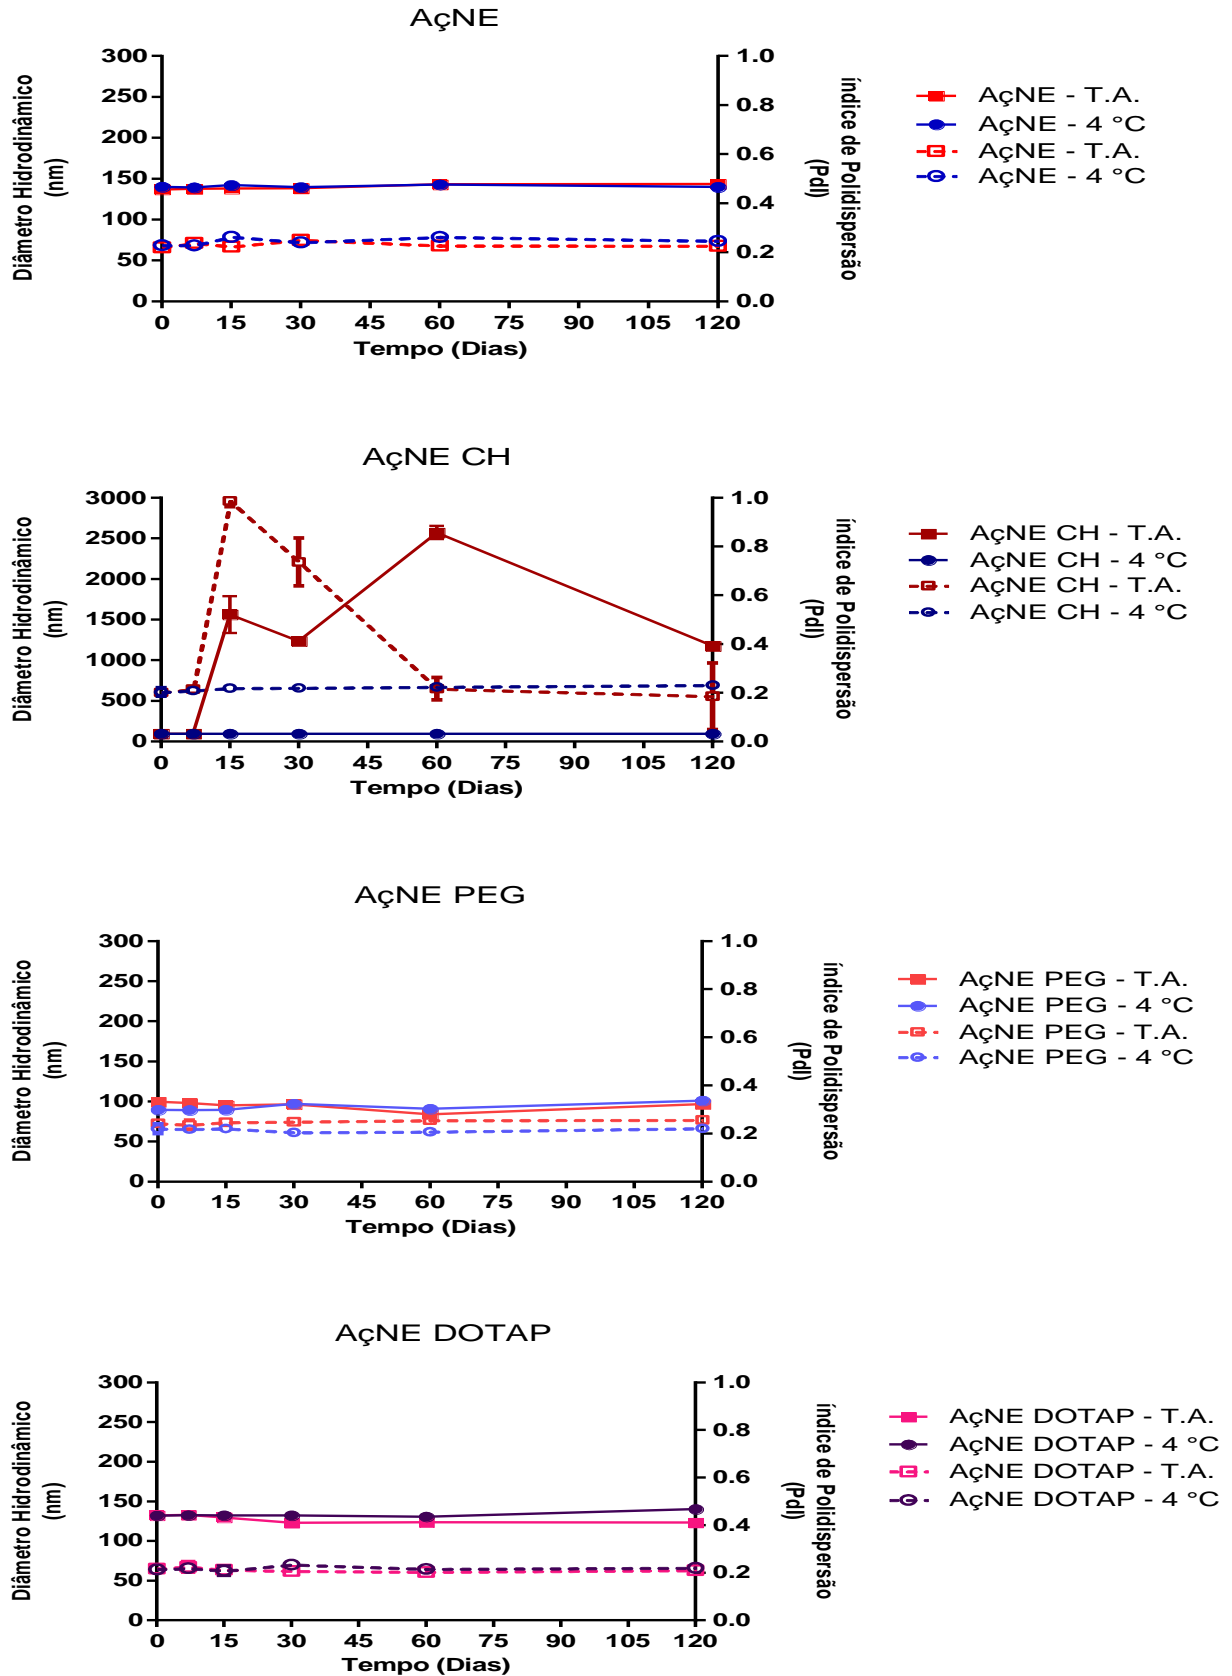 AçNE
Diâmetro Hidrodinâmico
(nm)
300
250
200
150
100
50
0
1.0
0.8
0.6
0.4
0.2
0.0
índice de Polidispersão
(PdI)
0 15 30 45 60 75 90 105 120
Tempo (Dias)
AçNE - T.A.
AçNE - 4 °C
AçNE - T.A.
AçNE - 4 °C
AçNE CH
Diâmetro Hidrodinâmico
(nm)
3000
2500
2000
1500
1000
500
0
1.0
0.8
0.6
0.4
0.2
0.0
índice de Polidispersão
(PdI)
0 15 30 45 60 75 90 105 120
Tempo (Dias)
AçNE CH - T.A.
AçNE CH - 4 °C
AçNE CH - T.A.
AçNE CH - 4 °C
AçNE PEG
Diâmetro Hidrodinâmico
(nm)
300
250
200
150
100
50
0
1.0
0.8
0.6
0.4
0.2
0.0
índice de Polidispersão
(PdI)
0 15 30 45 60 75 90 105 120
Tempo (Dias)
AçNE PEG - T.A.
AçNE PEG - 4 °C
AçNE PEG - T.A.
AçNE PEG - 4 °C
AçNE DOTAP
Diâmetro Hidrodinâmico
(nm)
300
250
200
150
100
50
0
1.0
0.8
0.6
0.4
0.2
0.0
índice de Polidispersão
(PdI)
0 15 30 45 60 75 90 105 120
Tempo (Dias)
AçNE DOTAP - T.A.
AçNE DOTAP - 4 °C
AçNE DOTAP - T.A.
AçNE DOTAP - 4 °C